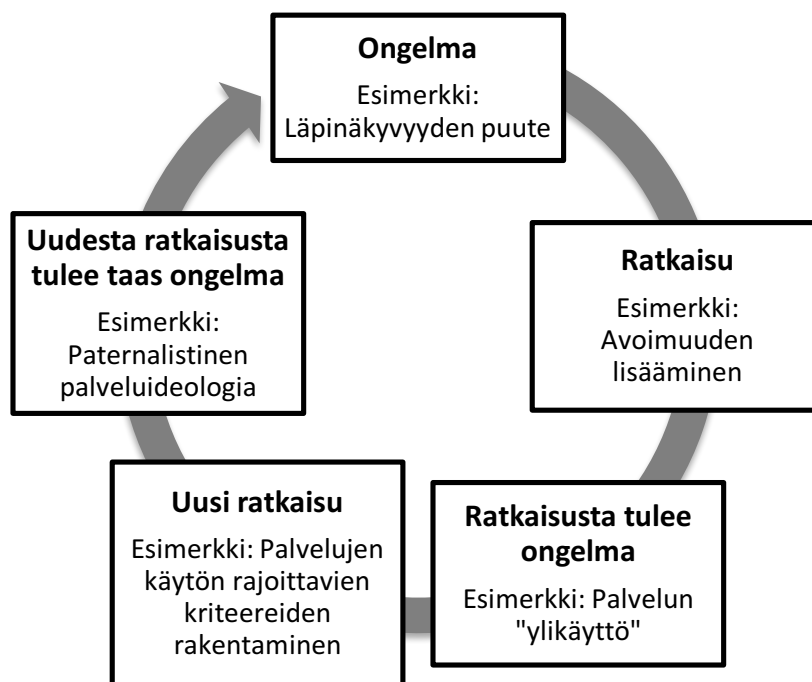 Ongelma
Esimerkki:
Läpinäkyvyyden puute
Ratkaisu
Esimerkki:
Avoimuuden
lisääminen
Ratkaisusta tulee
ongelma
Esimerkki: Palvelun
"ylikäyttö"
Uusi ratkaisu
Esimerkki: Palvelujen
käytön rajoittavien
kriteereiden
rakentaminen
Uudesta ratkaisusta
tulee taas ongelma
Esimerkki:
Paternalistinen
palveluideologia